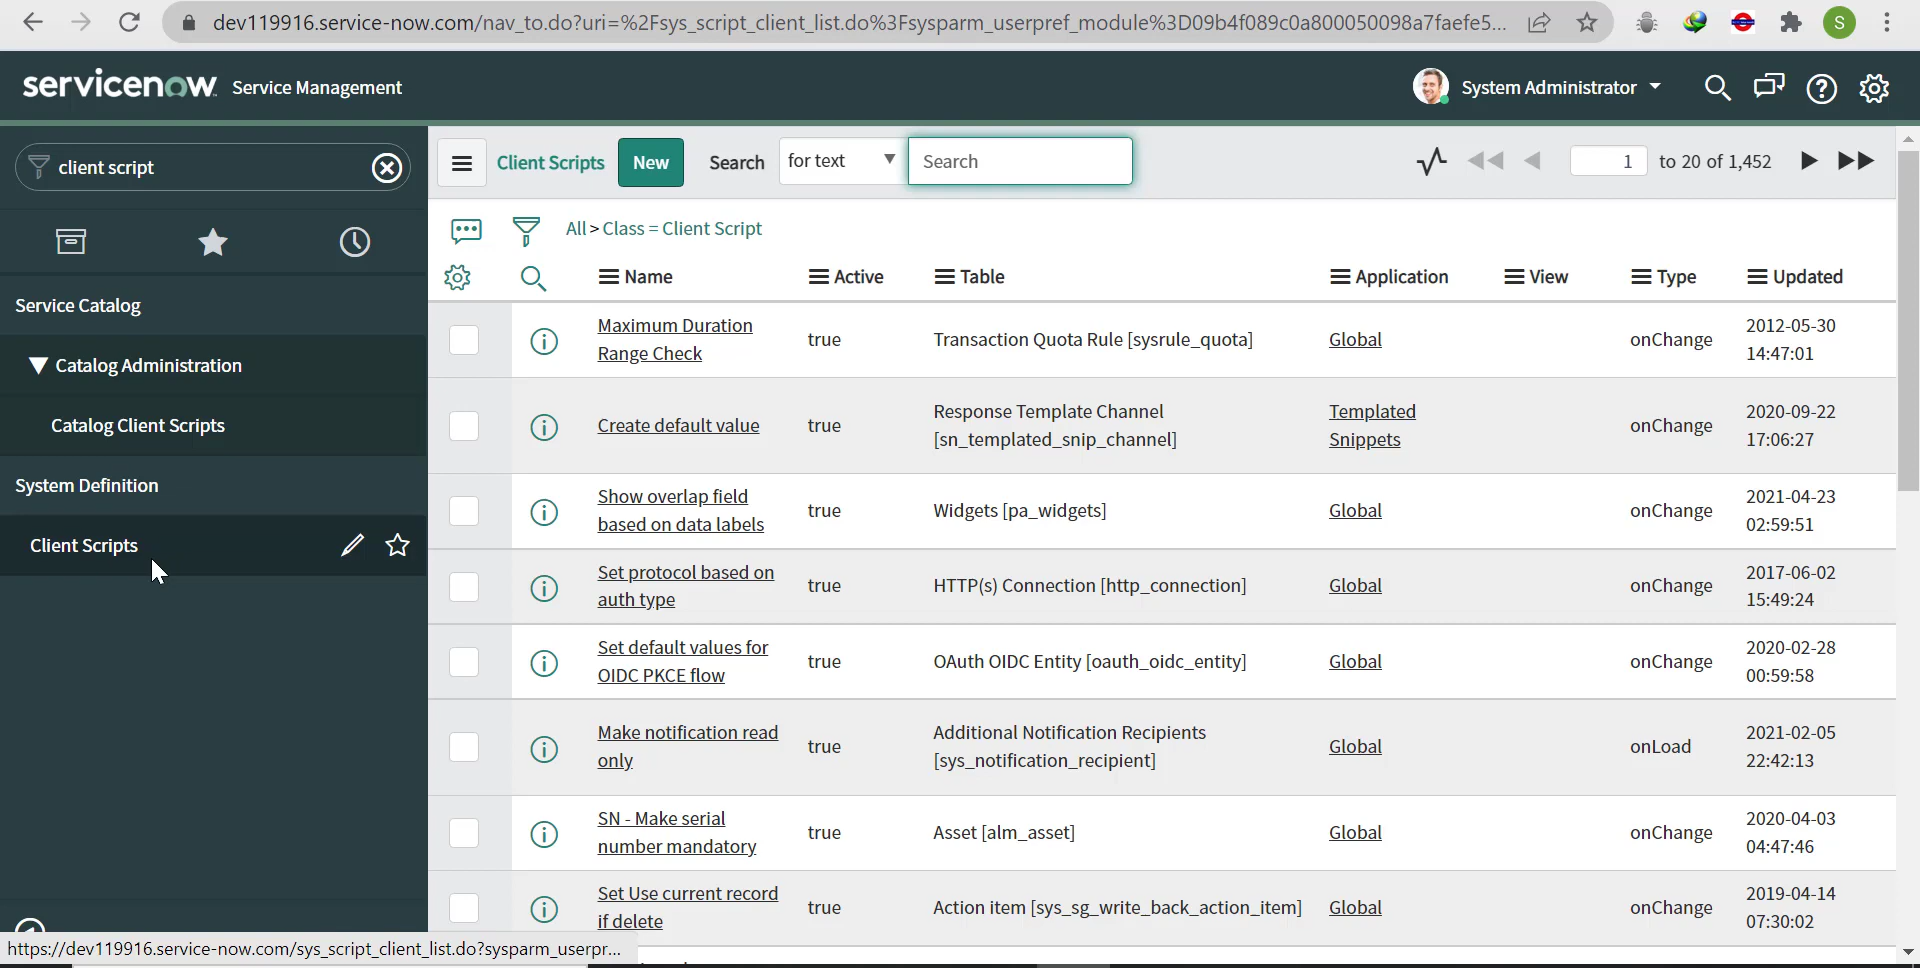 dev119916.service-now.com/nav_to.do?uri=%2Fsys_script_client_list.do%3Fsysparm_userpref_module%3D09b4f089c0a800050098a7faefe5...
S
servicenow Service Management
System Administrator
client script
Client Scripts New Search for text Search 1 to 20 of 1,452
All > Class = Client Script
Service Catalog
Catalog Administration
Catalog Client Scripts
System Definition
Client Scripts
Name Active Table Application View Type Updated
Maximum Duration Range Check true Transaction Quota Rule [sysrule_quota] Global onChange 2012-05-30 14:47:01
Create default value true Response Template Channel [sn_templated_snip_channel] Templated Snippets onChange 2020-09-22 17:06:27
Show overlap field based on data labels true Widgets [pa_widgets] Global onChange 2021-04-23 02:59:51
Set protocol based on auth type true HTTP(s) Connection [http_connection] Global onChange 2017-06-02 15:49:24
Set default values for OIDC PKCE flow true OAuth OIDC Entity [oauth_oidc_entity] Global onChange 2020-02-28 00:59:58
Make notification read only true Additional Notification Recipients [sys_notification_recipient] Global onLoad 2021-02-05 22:42:13
SN - Make serial number mandatory true Asset [alm_asset] Global onChange 2020-04-03 04:47:46
Set Use current record if delete true Action item [sys_sg_write_back_action_item] Global onChange 2019-04-14 07:30:02
https://dev119916.service-now.com/sys_script_client_list.do?sysparm_userpr...